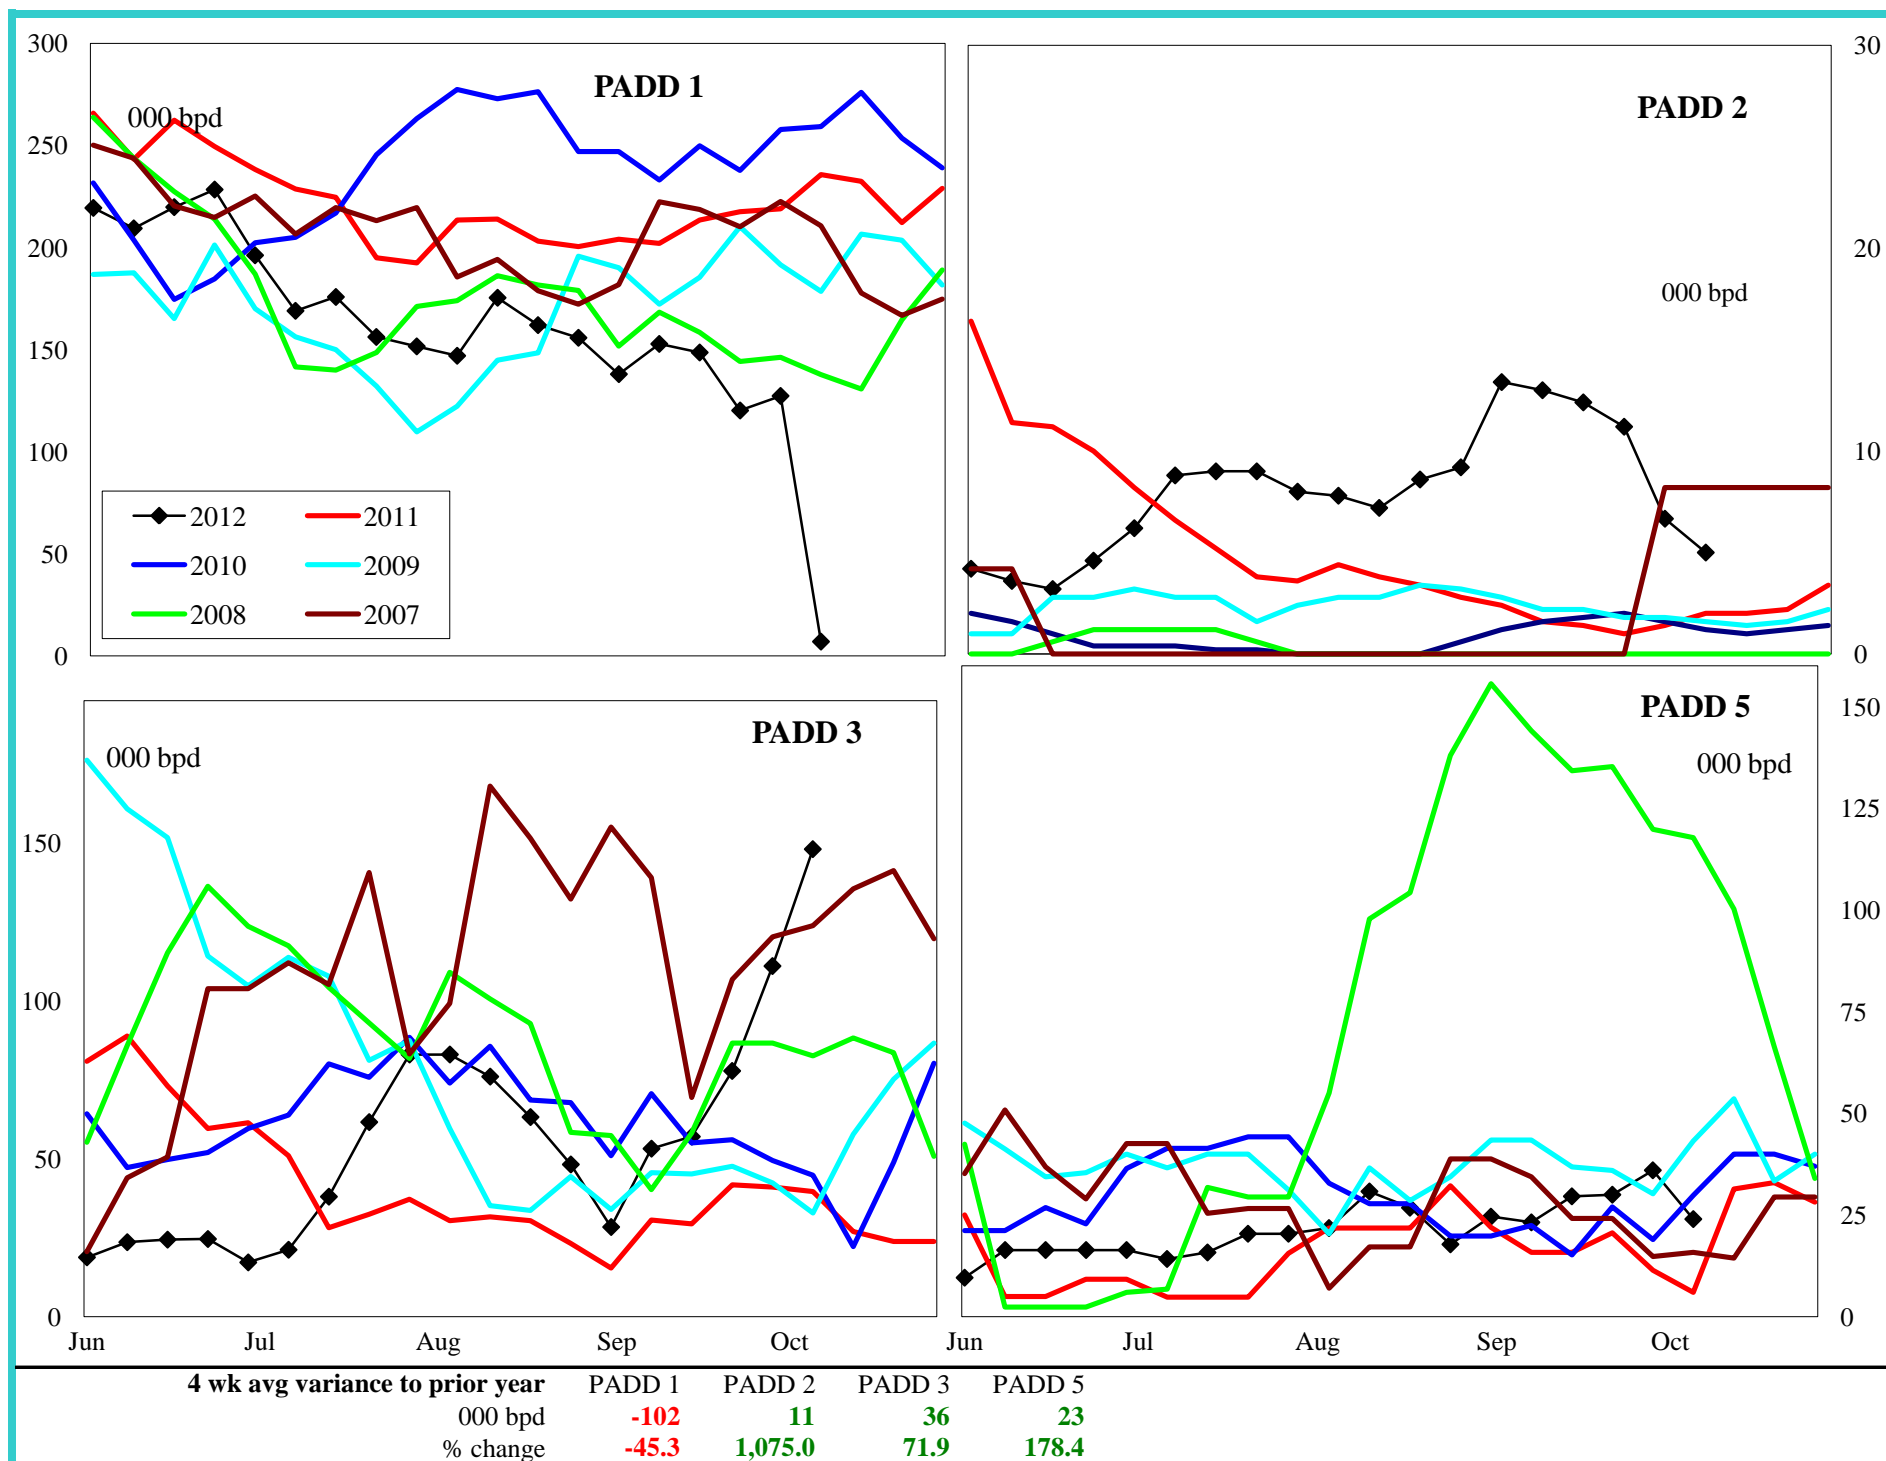 PADD 1
000 bpd
300
250
200
150
100
50
0
2012
2011
2010
2009
2008
2007
PADD 2
000 bpd
30
20
10
0
PADD 3
000 bpd
150
100
50
0
Jun Jul Aug Sep Oct
PADD 5
000 bpd
150
125
100
75
50
25
0
Jun Jul Aug Sep Oct
4 wk avg variance to prior year PADD 1 PADD 2 PADD 3 PADD 5
000 bpd -102 11 36 23
% change -45.3 1,075.0 71.9 178.4